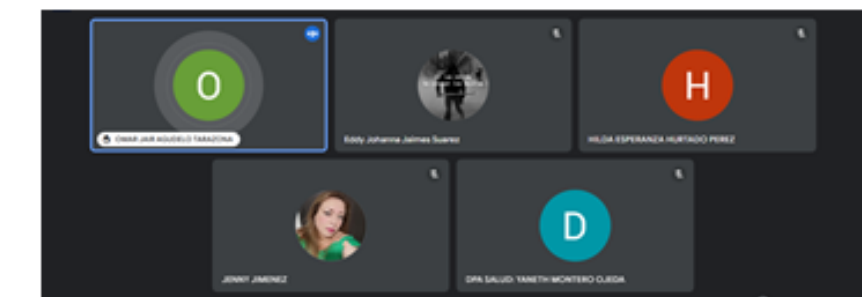 O
OMAR JAIR AGUDELO TARAZONA
Eddy Johanna Jaimes Suarez
H
HILDA ESPERANZA HURTADO PEREZ
JENNY JIMENEZ
D
DPA SALUD: YANETH MONTERO OJEDA